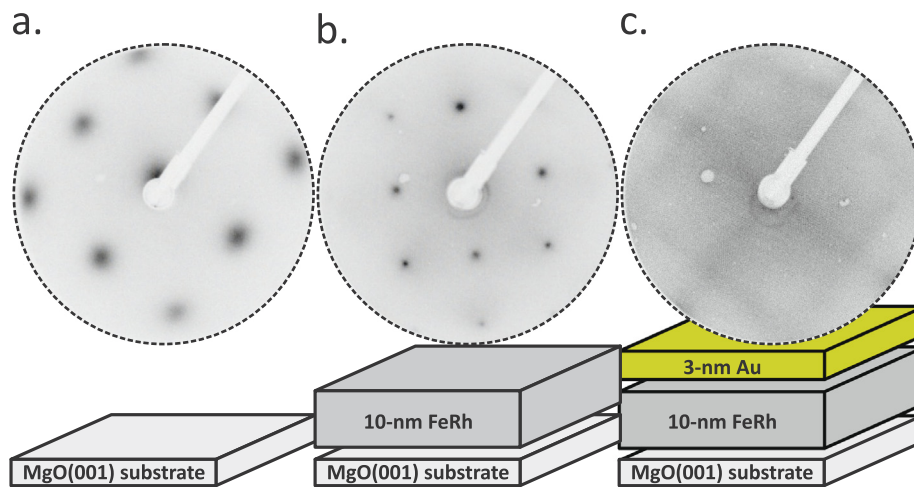 a.
b.
c.
3-nm Au
10-nm FeRh
10-nm FeRh
MgO(001) substrate
MgO(001) substrate
MgO(001) substrate